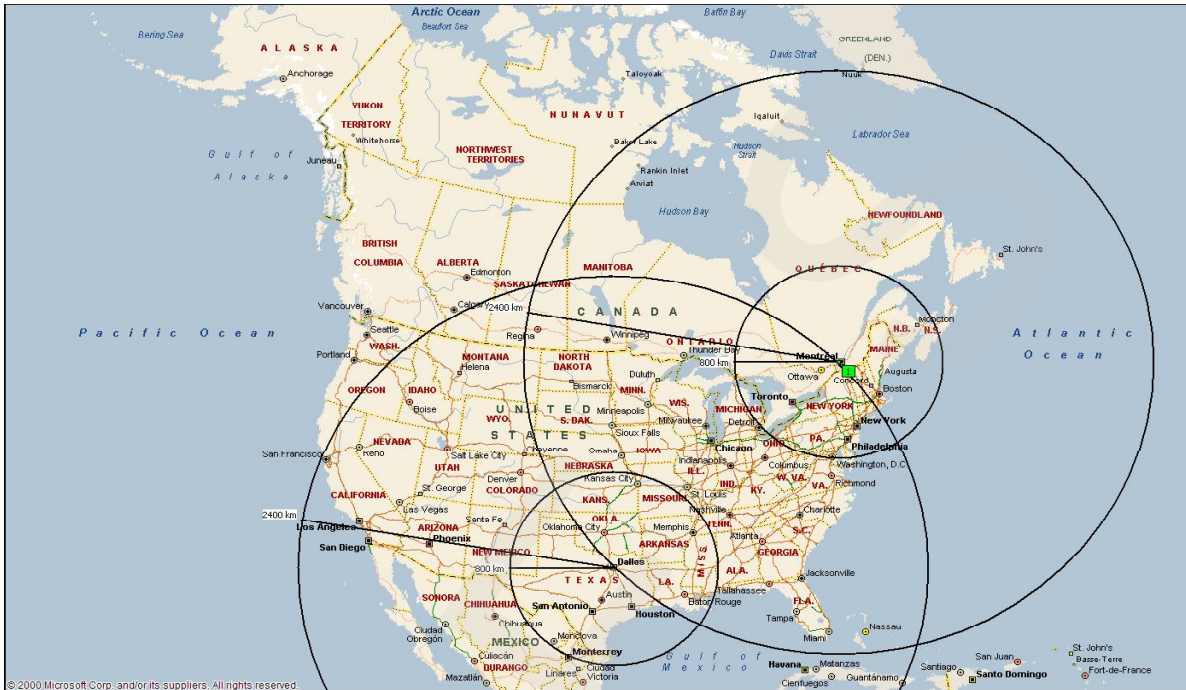 Arctic Ocean
Beaufort Sea
Baffin Bay
Bering Sea
ALASKA
GREENLAND
(DEN.)
Davis Strait
Nuuk
Anchorage
Taloyoak
YUKON
TERRITORY
Whitehorse
NUNAVUT
Iqaluit
Labrador Sea
Gulf of
Alaska
Juneau
NORTHWEST
TERRITORIES
Baker Lake
Hudson
Strait
Rankin Inlet
Arviat
Hudson Bay
NEWFOUNDLAND
St. John's
BRITISH
COLUMBIA
ALBERTA
Edmonton
MANITOBA
SASKATCHEWAN
QUÉBEC
Vancouver
Calgary
2400 km
CANADA
Moncton
Pacific Ocean
Atlantic
Ocean
Seattle
WASH.
Regina
Winnipeg
ONTARIO
Thunder Bay
N.B.
N.S.
MAINE
Portland
MONTANA
Helena
NORTH
DAKOTA
Bismarck
Duluth
800 km
Montréal
1
Ottawa
Concord
Augusta
Boston
OREGON
IDAHO
Boise
WYO.
UNITED
STATES
S. DAK.
MINN.
Minneapolis
WIS.
Milwaukee
MICHIGAN
Detroit
Toronto
NEW YORK
New York
Sioux Falls
Chicago
PA.
Philadelphia
San Francisco
NEVADA
Reno
Salt Lake City
Cheyenne
Omaha
IOWA
Indianapolis
OHIO
Columbus
Washington, D.C.
UTAH
Denver
NEBRASKA
Kansas City
ILL.
IND.
W. VA.
VA.
Richmond
CALIFORNIA
St. George
COLORADO
KANS.
MISSOURI
St. Louis
KY.
Las Vegas
2400 km
Los Angeles
San Diego
ARIZONA
Phoenix
Santa Fe
NEW MEXICO
Oklahoma City
OKLA.
Memphis
ARKANSAS
Nashville
TENN.
Charlotte
S.C.
Atlanta
GEORGIA
800 km
Dallas
TEXAS
LA.
MISS
ALA.
Jacksonville
SONORA
CHIHUAHUA
Chihuahua
Austin
San Antonio
Houston
Baton Rouge
Tallahassee
FLA.
Tampa
Miami
Nassau
Ciudad
Obregón
MEXICO
Monclova
Monterrey
Gulf of
Mexico
Culiacán
DURANGO
Linares
Ciudad
Victoria
Mazatlán
Havana
Matanzas
Cienfuegos
Guantánamo
Santiago
San Juan
Santo Domingo
St. John's
Basse-Terre
Fort-de-France
© 2000 Microsoft Corp. and/or its suppliers. All rights reserved.